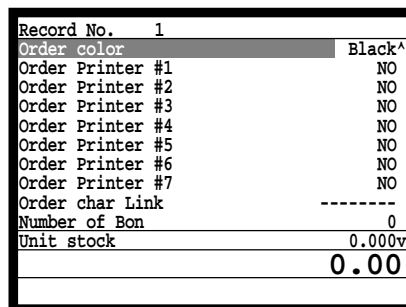 Record No. 1
Order color Black^
Order Printer #1 NO
Order Printer #2 NO
Order Printer #3 NO
Order Printer #4 NO
Order Printer #5 NO
Order Printer #6 NO
Order Printer #7 NO
Order char Link --------
Number of Bon 0
Unit stock 0.000v
0.00